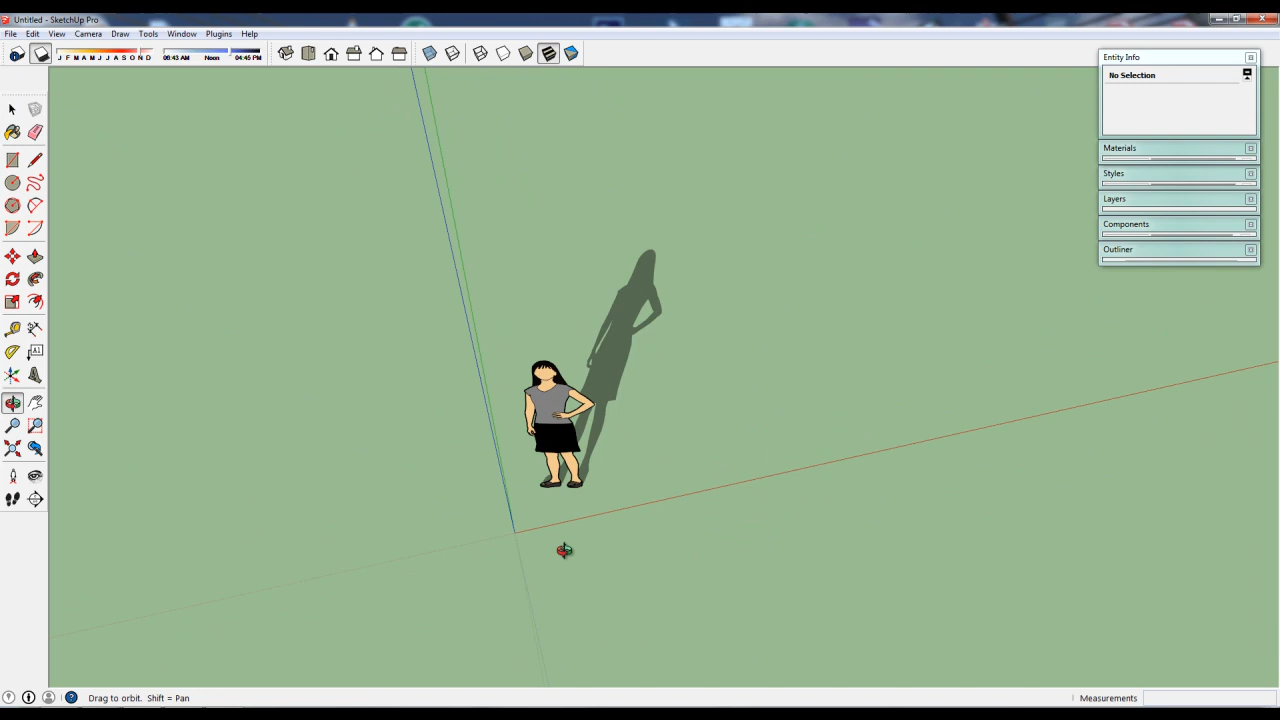 Untitled - SketchUp Pro
File Edit View Camera Draw Tools Window Plugins Help
J F M A M J J A S O N D 06:43 AM Noon 04:45 PM
Entity Info
No Selection
Materials
Styles
Layers
Components
Outliner
A1
Drag to orbit. Shift = Pan Measurements